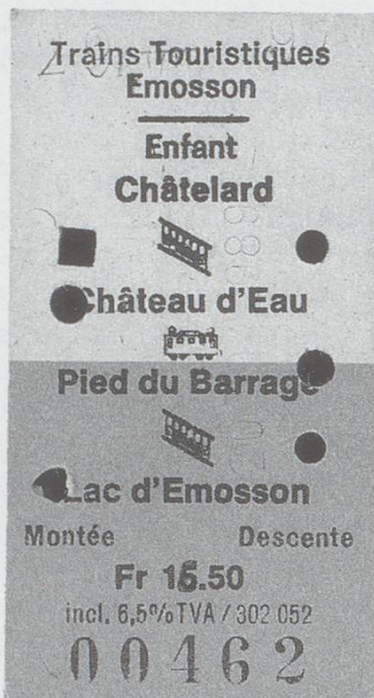 Trains Touristiques
Emosson
Enfant
Châtelard
Château d'Eau
Pied du Barrage
Lac d'Emosson
Montée Descente
Fr 16.50
incl. 6,5% TVA / 302 052
00462